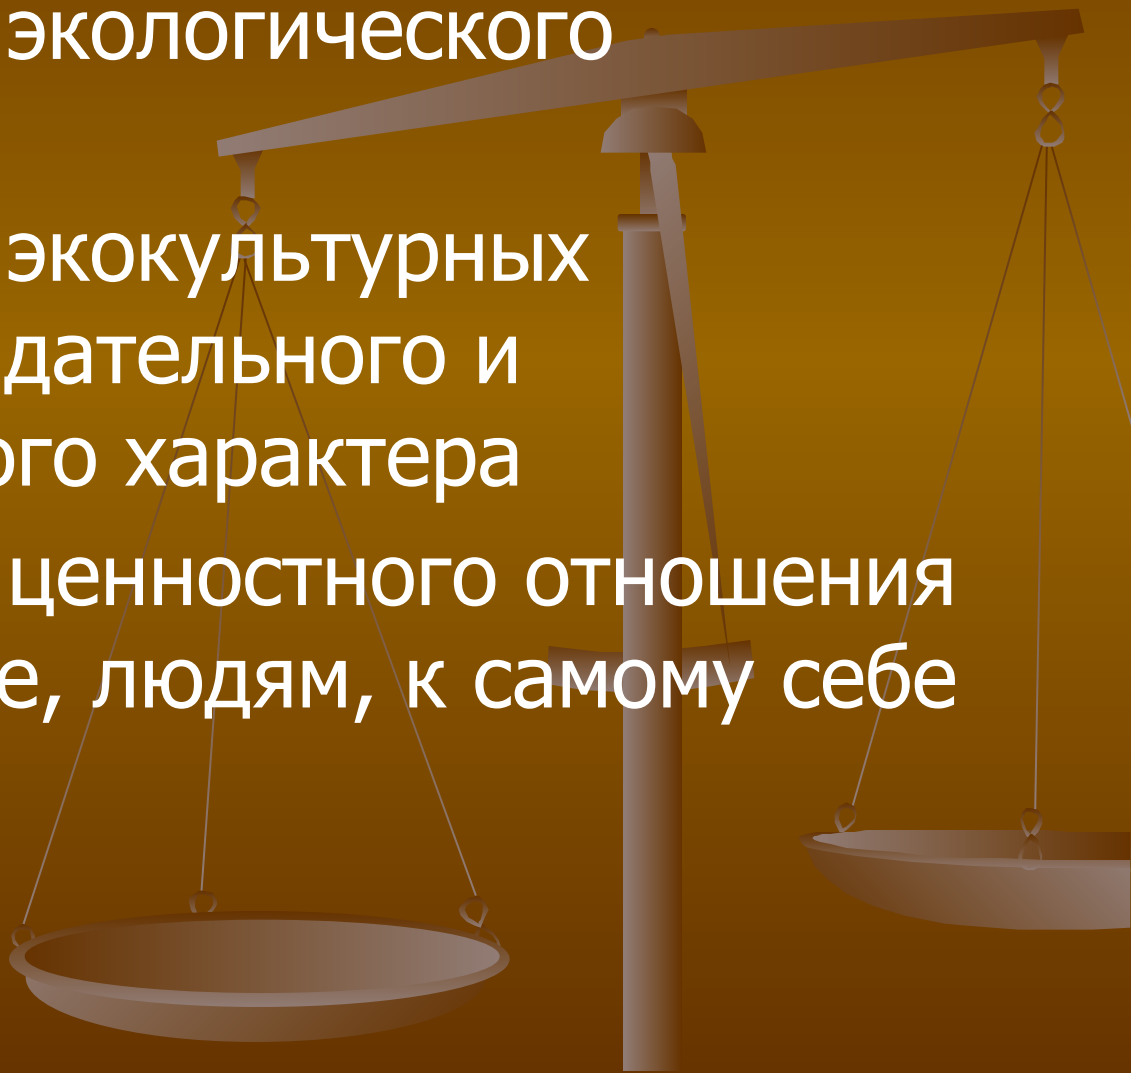 экологического
экокультурных
дательного и
ого характера
ценностного отношения
е, людям, к самому себе